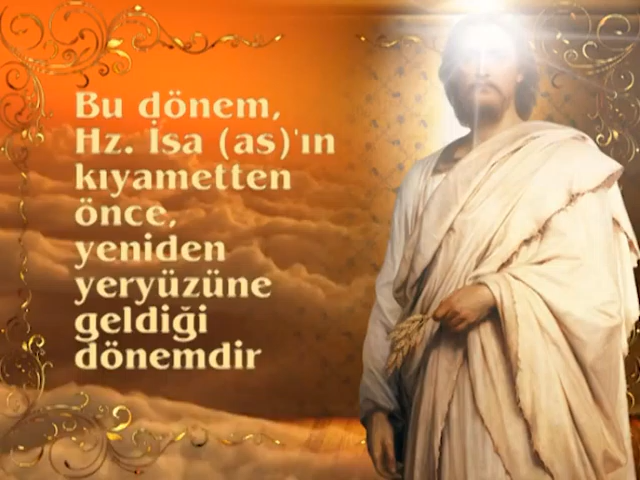 Bu dönem,
Hz. İsa (as)'ın
kıyametten
önce,
yeniden
yeryüzüne
geldiği
dönemdir